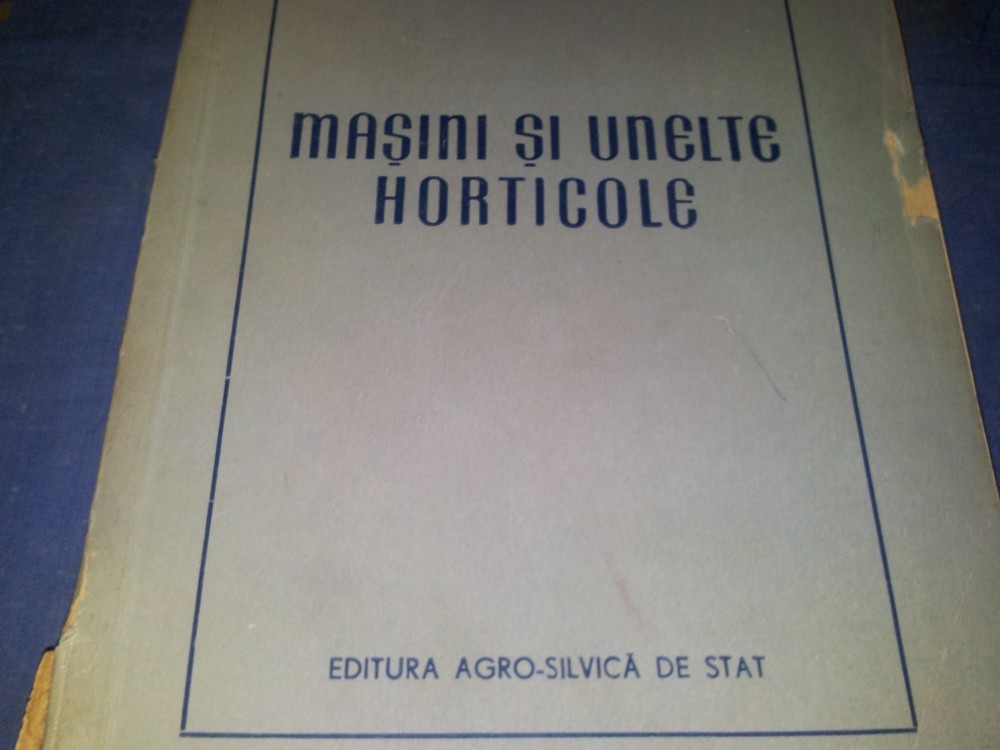 MAȘINI ȘI UNELTE
HORTICOLE
EDITURA AGRO-SILVICĂ DE STAT